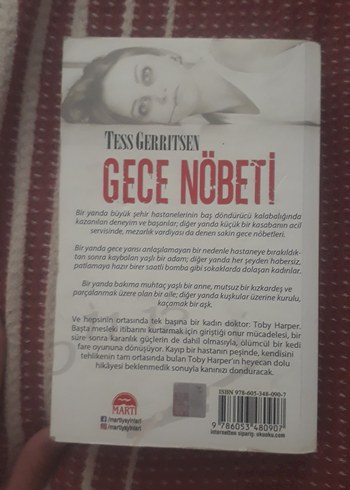 TESS GERRITSEN
GECE NÖBETİ
Bir yanda büyük şehir hastanelerinin baş döndürücü kalabalığında
kazanılan deneyim ve başarılar; diğer yanda küçük bir kasabanın acil
servisinde, mezarlık vardiyası da denen sakin gece nöbetleri.
Bir yanda gece yarısı anlaşılamayan bir nedenle hastaneye bırakıldık-
tan sonra kaybolan yaşlı bir adam; diğer yanda her şeyden habersiz,
patlamaya hazır birer saatli bomba gibi sokaklarda dolaşan kadınlar.
Bir yanda bakıma muhtaç yaşlı bir anne, mutsuz bir kızkardeş ve
parçalanmak üzere olan bir aile; diğer yanda kuşkular üzerine kurulu,
kaçamak bir aşk.
Ve hepsinin ortasında tek başına bir kadın doktor: Toby Harper.
Başta mesleki itibarını kurtarmak için giriştiği onur mücadelesi, bir
süre sonra karanlık güçlerin de dahil olmasıyla, ölümcül bir kedi
fare oyununa dönüşüyor. Kayıp bir hastanın peşinde, kendisini
tehlikenin tam ortasında bulan Toby Harper'ın heyecan dolu
hikâyesi beklenmedik sonuyla kanınızı donduracak.
MARTI
/martiyayinlari
/martiyayinlari
ISBN 978-605-348-090-7
9 786053 480907
internetten sipariş: ekooku.com